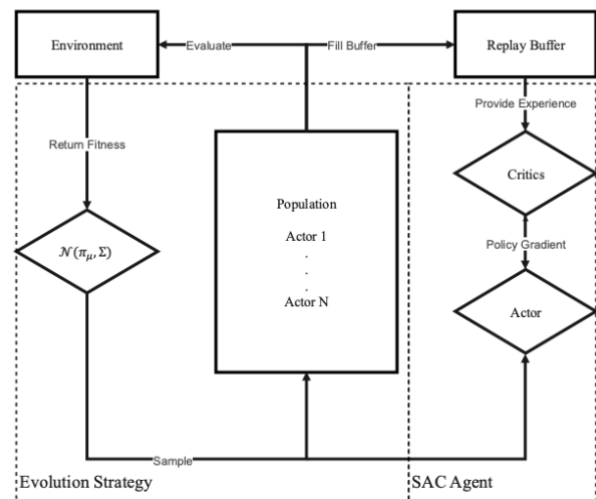 Environment
Evaluate
Fill Buffer
Replay Buffer
Return Fitness
Provide Experience
Population
Actor 1
.
.
.
Actor N
Critics
𝒩(π_μ, Σ)
Policy Gradient
Actor
Sample
Evolution Strategy
SAC Agent